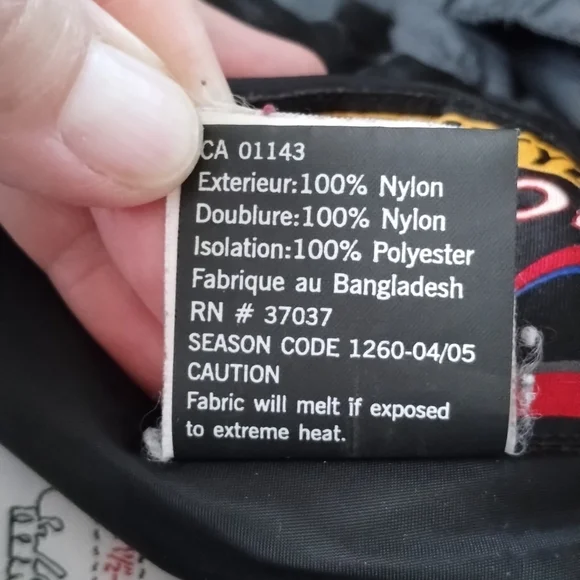 CA 01143
Exterieur:100% Nylon
Doublure:100% Nylon
Isolation:100% Polyester
Fabrique au Bangladesh
RN # 37037
SEASON CODE 1260-04/05
CAUTION
Fabric will melt if exposed
to extreme heat.